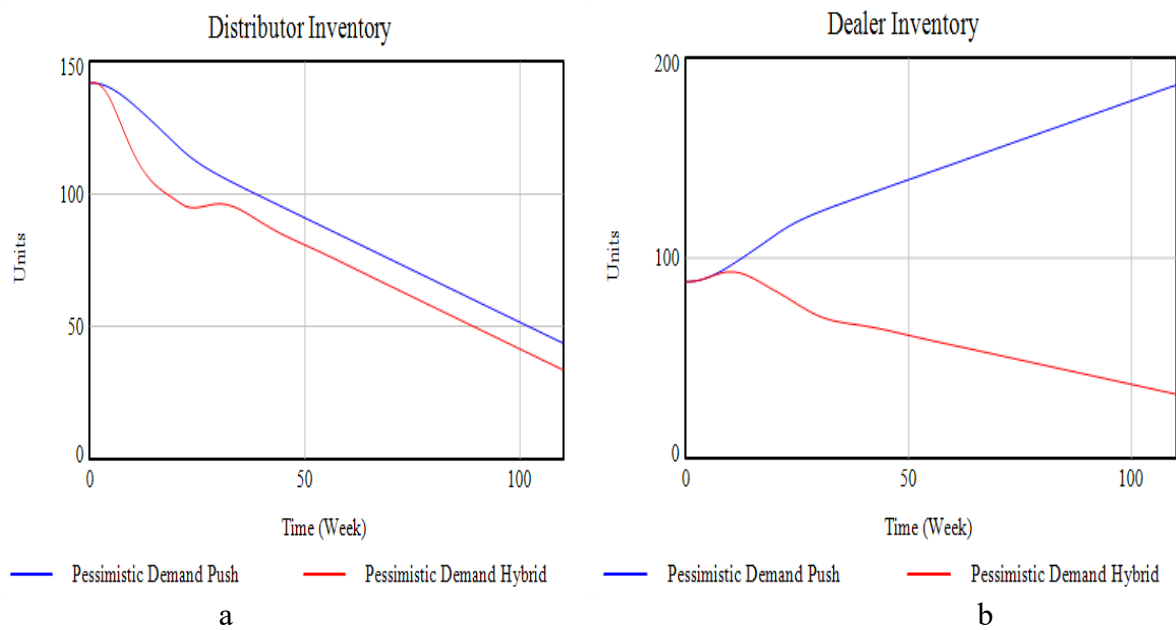 Distributor Inventory
150
100
50
0
Units
0 50 100
Time (Week)
Pessimistic Demand Push Pessimistic Demand Hybrid
a
Dealer Inventory
200
100
0
Units
0 50 100
Time (Week)
Pessimistic Demand Push Pessimistic Demand Hybrid
b